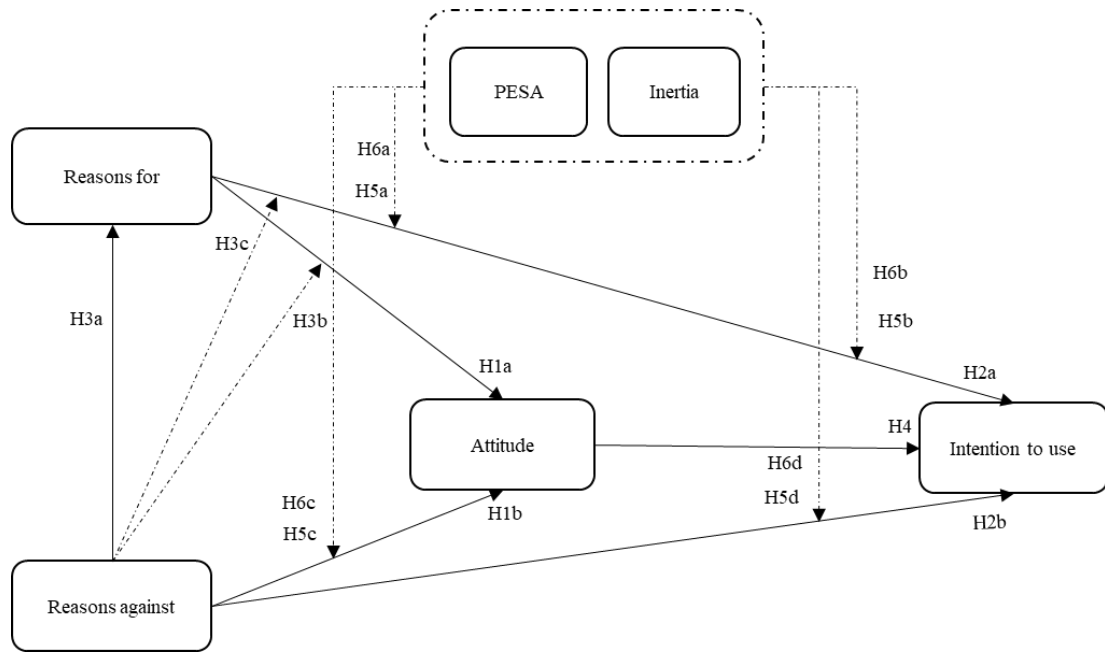 PESA
Inertia
H6a
H5a
Reasons for
H3c
H3b
H3a
H6b
H5b
H1a
H2a
Attitude
H4
Intention to use
H6d
H5d
H6c
H5c
H1b
H2b
Reasons against